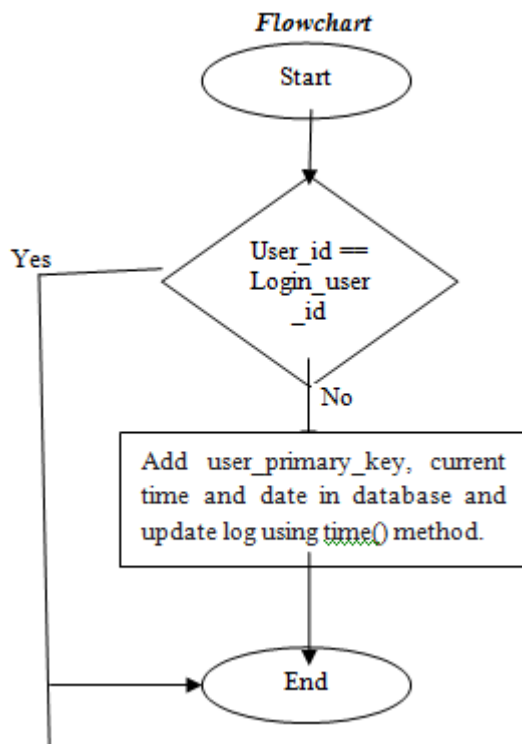 Flowchart
Start
User_id ==
Login_user
_id
Yes
No
Add user_primary_key, current
time and date in database and
update log using time() method.
End